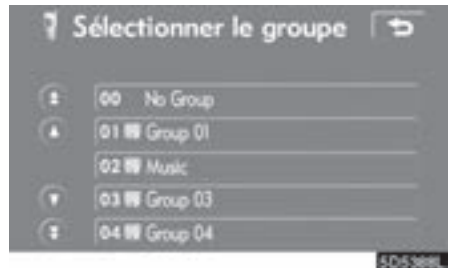 Sélectionner le groupe
00 No Group
01 Group 01
02 Music
03 Group 03
04 Group 04
5D5388L